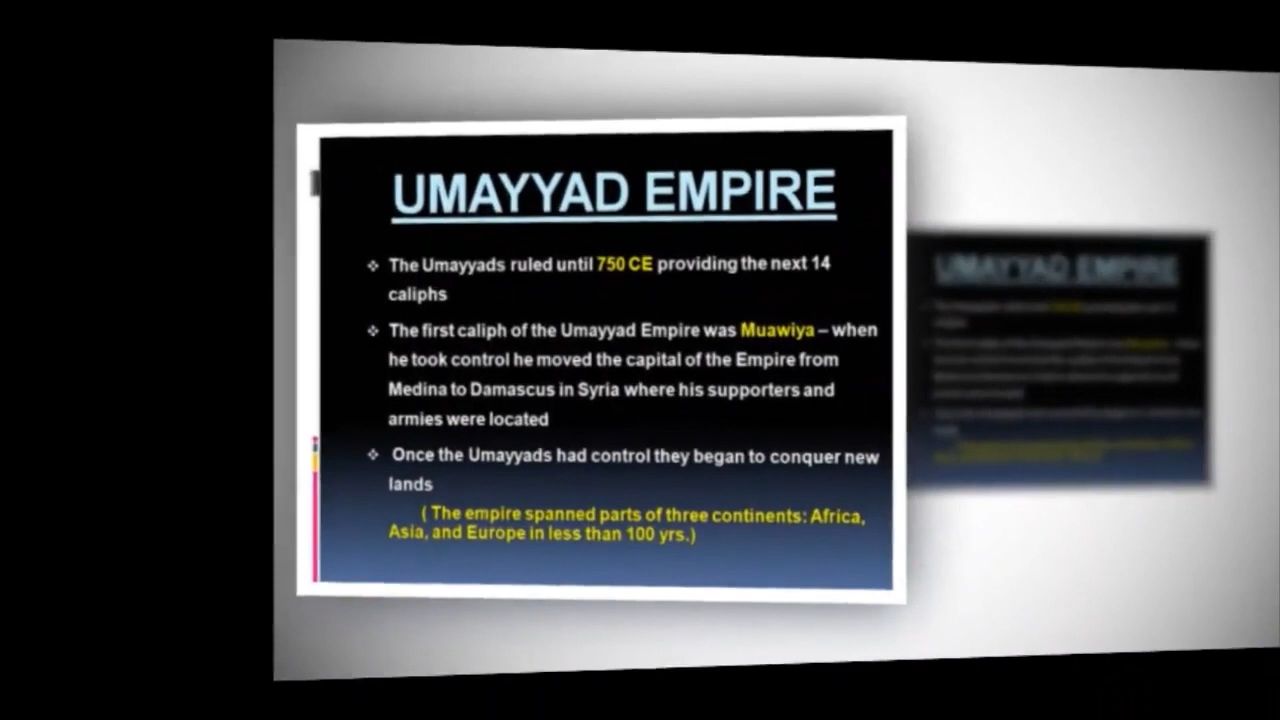 UMAYYAD EMPIRE
❖ The Umayyads ruled until 750 CE providing the next 14
caliphs
❖ The first caliph of the Umayyad Empire was Muawiya – when
he took control he moved the capital of the Empire from
Medina to Damascus in Syria where his supporters and
armies were located
❖ Once the Umayyads had control they began to conquer new
lands
( The empire spanned parts of three continents: Africa,
Asia, and Europe in less than 100 yrs.)
UMAYYAD EMPIRE